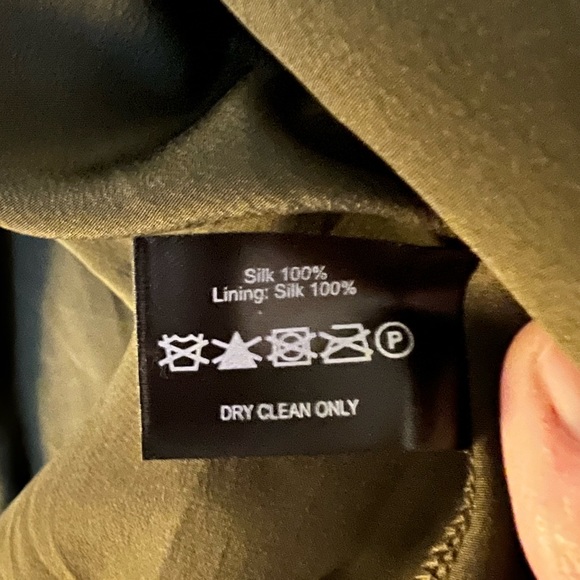 Silk 100%
Lining: Silk 100%
P
DRY CLEAN ONLY